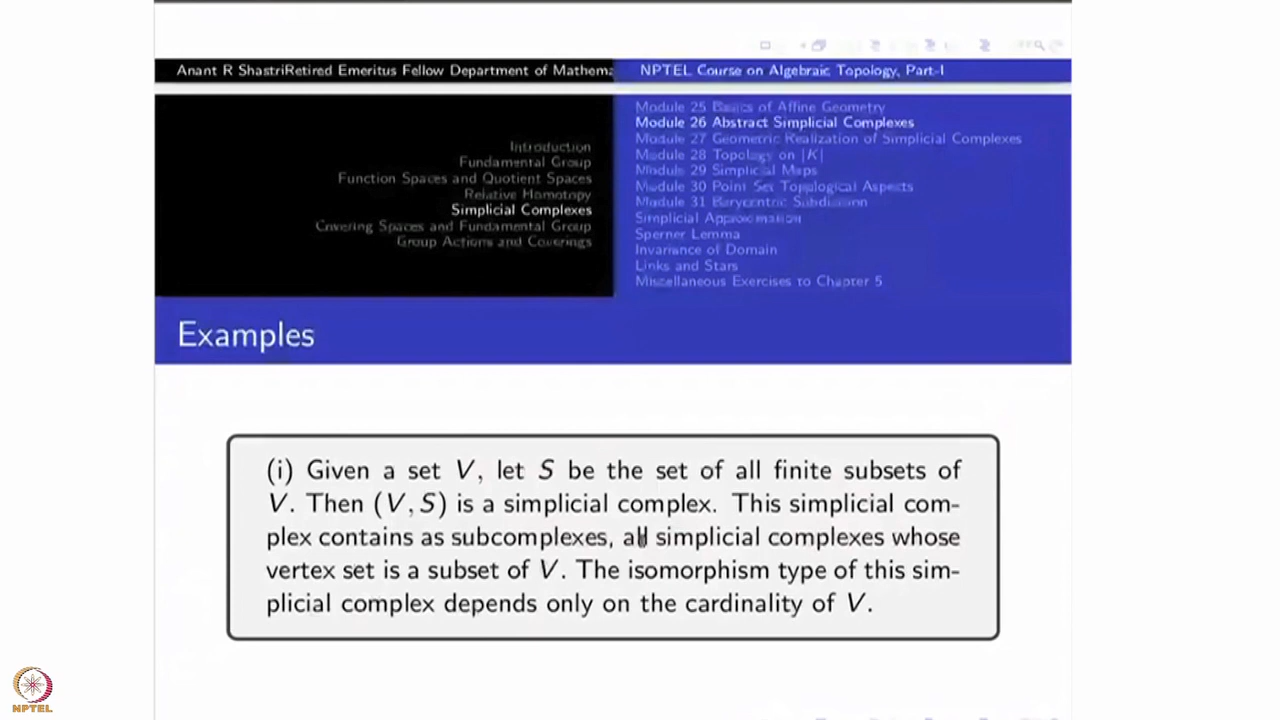 Anant R ShastriRetired Emeritus Fellow Department of Mathema
NPTEL Course on Algebraic Topology, Part-I
Introduction
Fundamental Group
Function Spaces and Quotient Spaces
Relative Homotopy
Simplicial Complexes
Covering Spaces and Fundamental Group
Group Actions and Coverings
Module 25 Basics of Affine Geometry
Module 26 Abstract Simplicial Complexes
Module 27 Geometric Realization of Simplicial Complexes
Module 28 Topology on |K|
Module 29 Simplicial Maps
Module 30 Point Set Topological Aspects
Module 31 Barycentric Subdivision
Simplicial Approximation
Sperner Lemma
Invariance of Domain
Links and Stars
Miscellaneous Exercises to Chapter 5
Examples
(i) Given a set V, let S be the set of all finite subsets of
V. Then (V, S) is a simplicial complex. This simplicial com-
plex contains as subcomplexes, all simplicial complexes whose
vertex set is a subset of V. The isomorphism type of this sim-
plicial complex depends only on the cardinality of V.
NPTEL